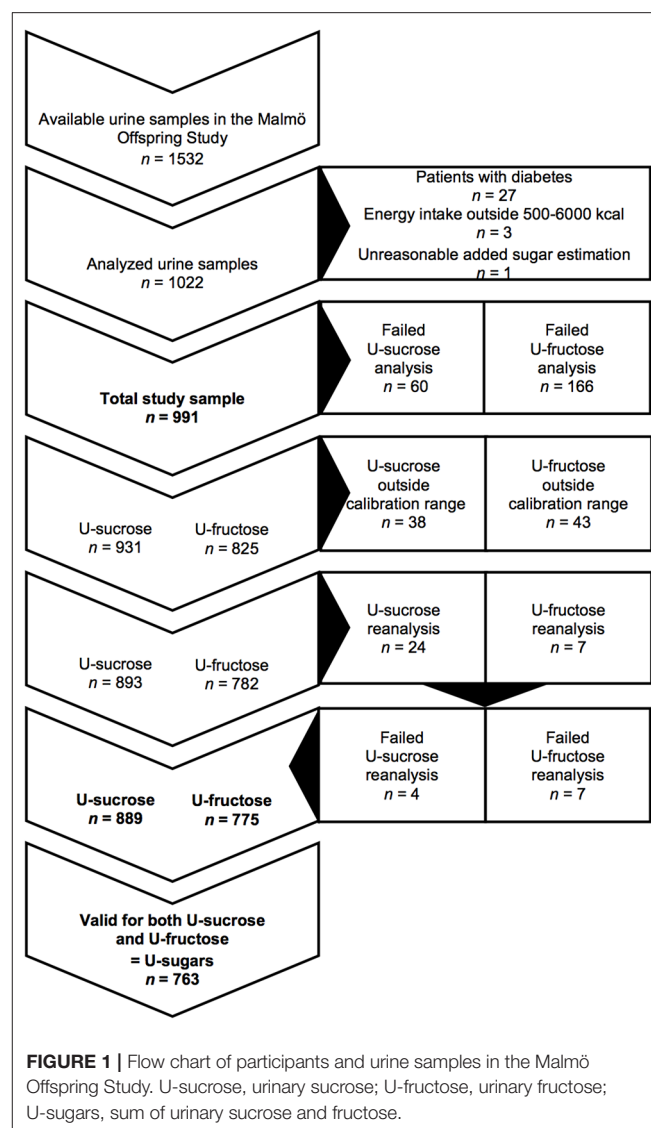 Available urine samples in the Malmö
Offspring Study
n = 1532
Patients with diabetes
n = 27
Energy intake outside 500-6000 kcal
n = 3
Unreasonable added sugar estimation
n = 1
Analyzed urine samples
n = 1022
Failed
U-sucrose
analysis
n = 60
Failed
U-fructose
analysis
n = 166
Total study sample
n = 991
U-sucrose
outside
calibration range
n = 38
U-fructose
outside
calibration range
n = 43
U-sucrose
n = 931
U-fructose
n = 825
U-sucrose
reanalysis
n = 24
U-fructose
reanalysis
n = 7
U-sucrose
n = 893
U-fructose
n = 782
Failed
U-sucrose
reanalysis
n = 4
Failed
U-fructose
reanalysis
n = 7
U-sucrose
n = 889
U-fructose
n = 775
Valid for both U-sucrose
and U-fructose
= U-sugars
n = 763
FIGURE 1 | Flow chart of participants and urine samples in the Malmö
Offspring Study. U-sucrose, urinary sucrose; U-fructose, urinary fructose;
U-sugars, sum of urinary sucrose and fructose.